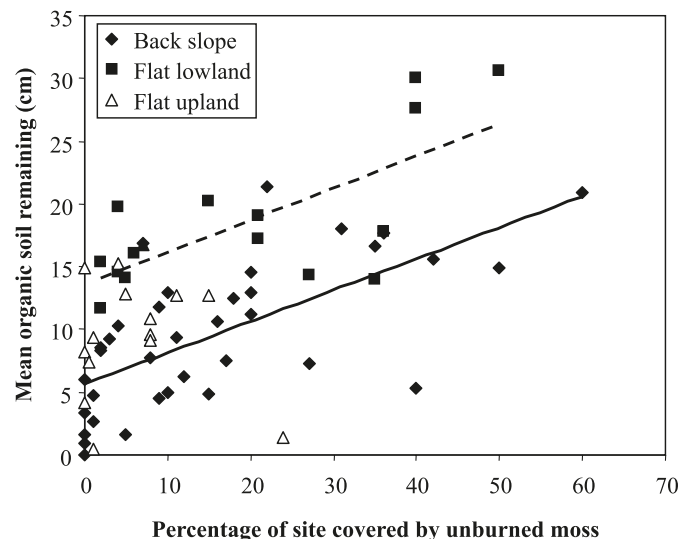 35
30
25
20
15
10
5
0
Back slope
Flat lowland
Flat upland
Mean organic soil remaining (cm)
0 10 20 30 40 50 60 70
Percentage of site covered by unburned moss